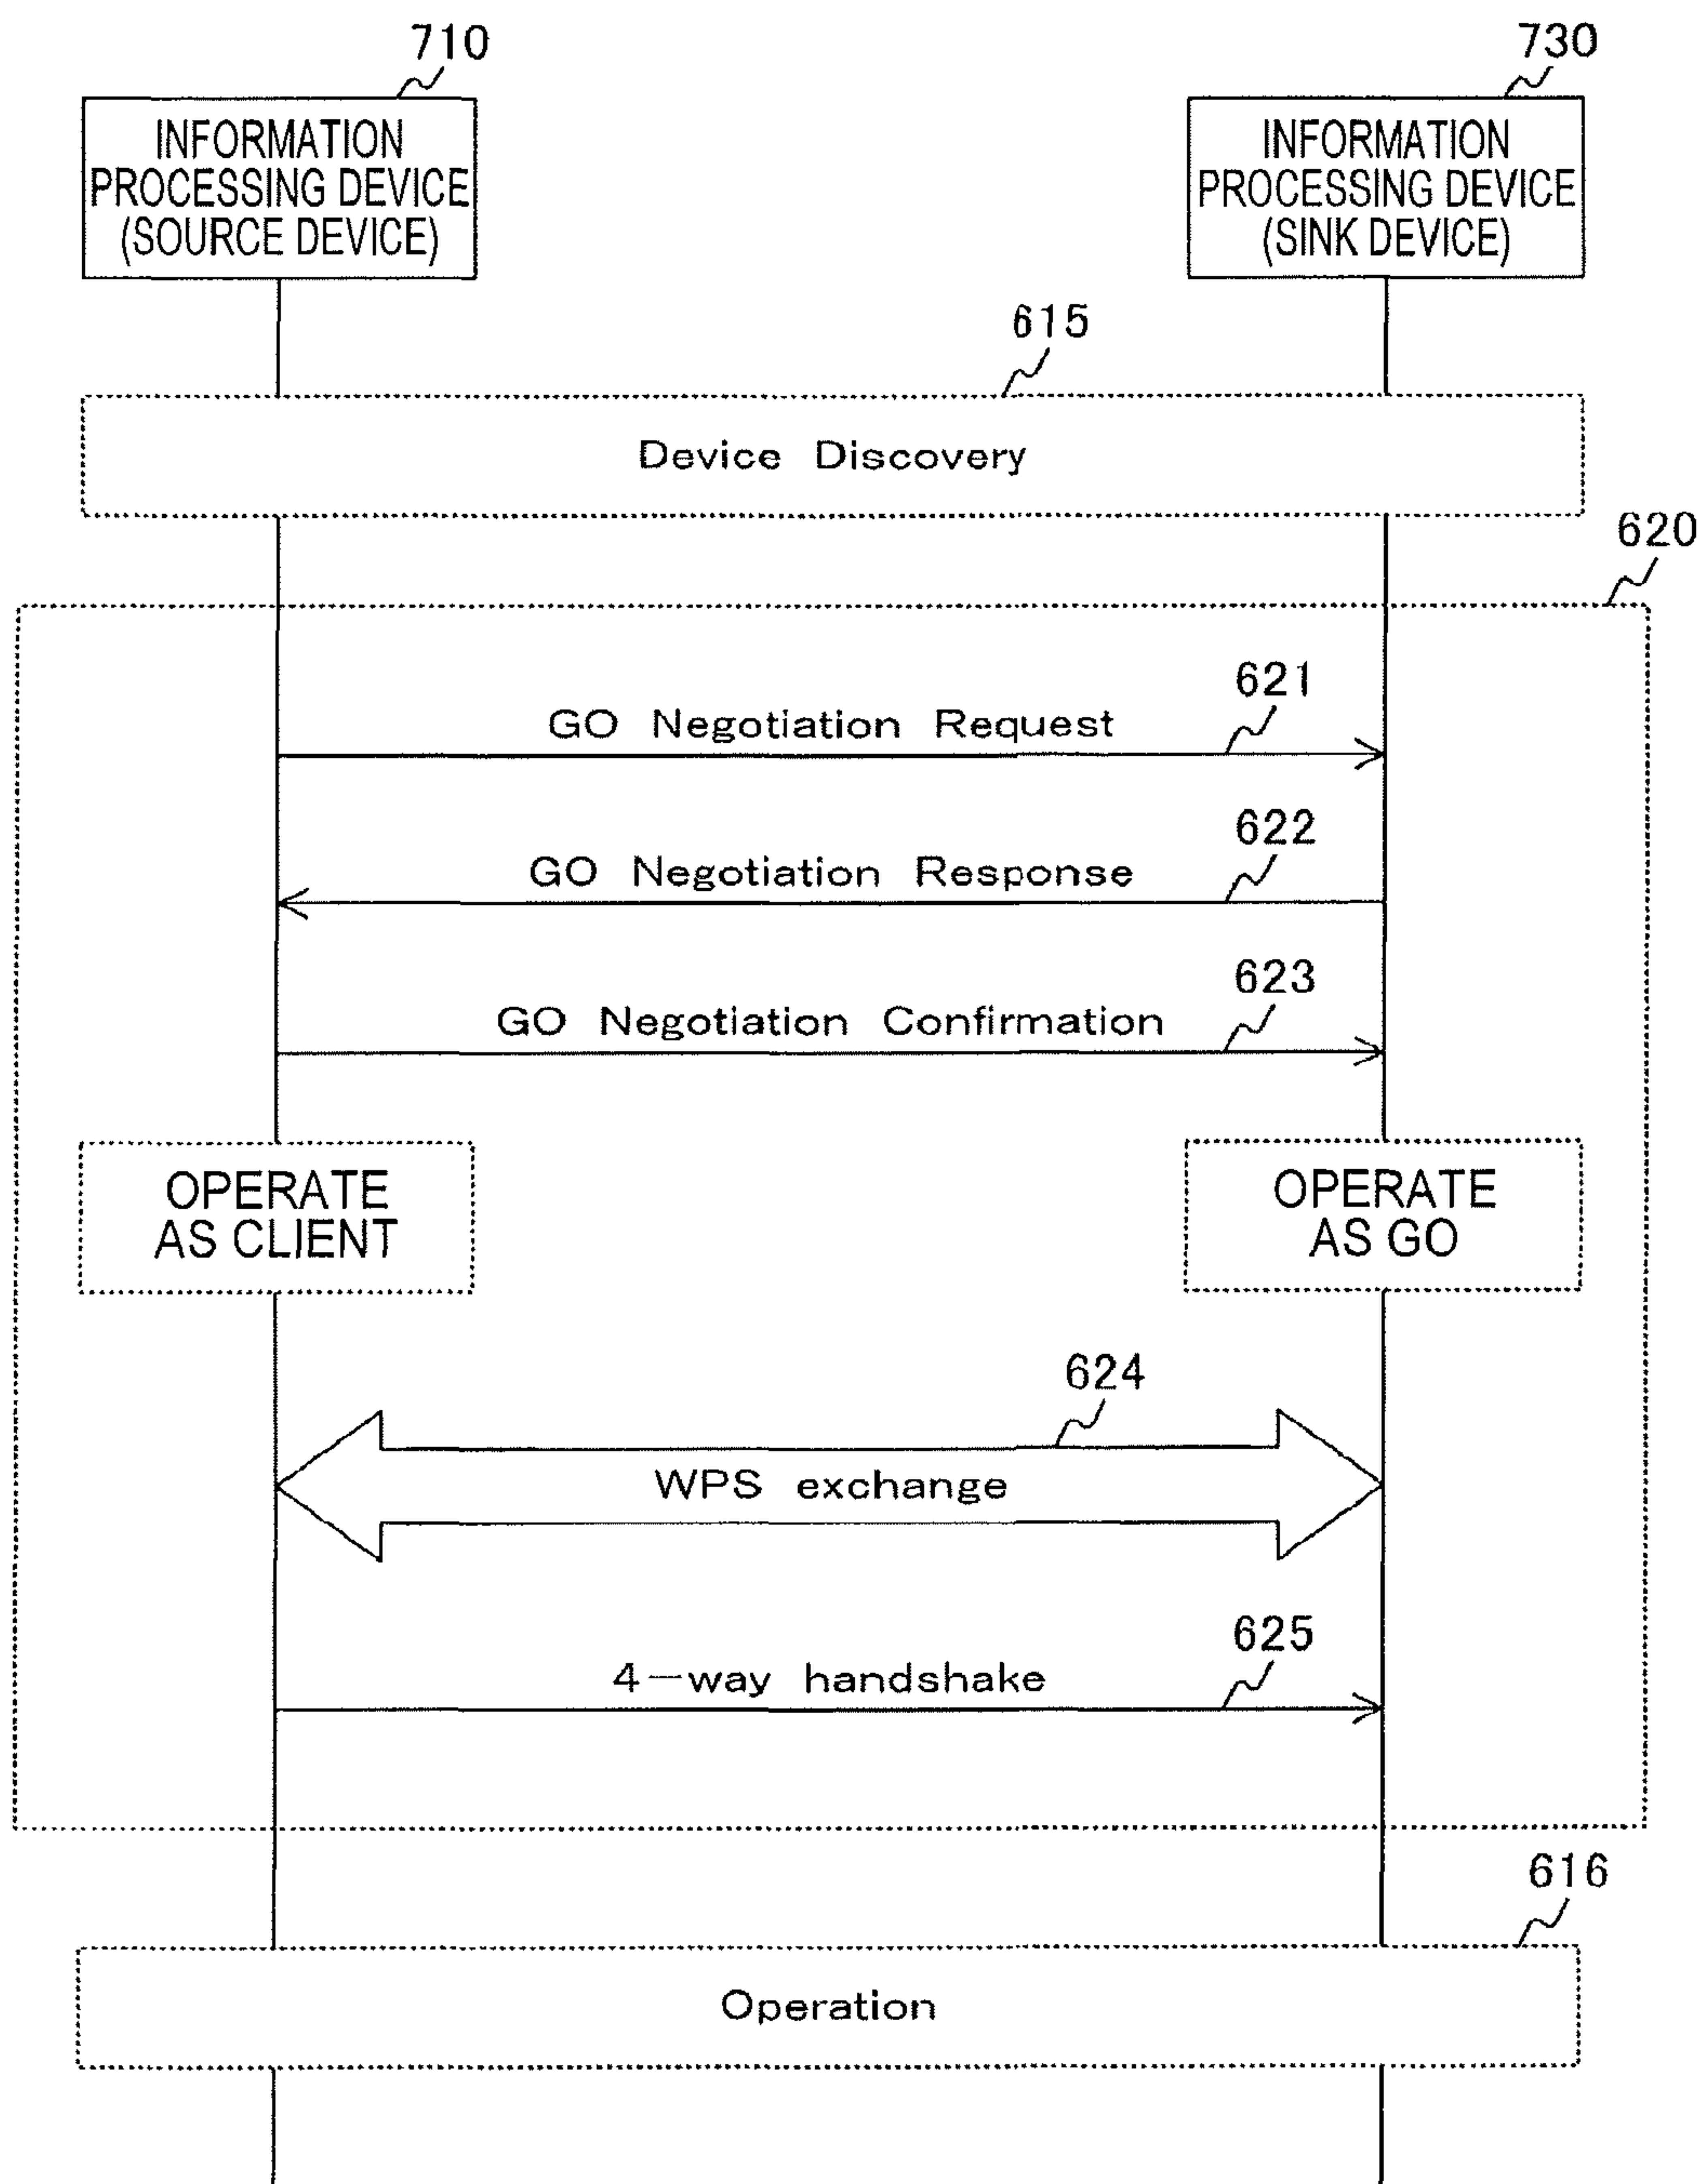 710
730
INFORMATION
PROCESSING DEVICE
(SOURCE DEVICE)
INFORMATION
PROCESSING DEVICE
(SINK DEVICE)
615
Device Discovery
620
621
GO Negotiation Request
622
GO Negotiation Response
623
GO Negotiation Confirmation
OPERATE
AS CLIENT
OPERATE
AS GO
624
WPS exchange
625
4-way handshake
616
Operation